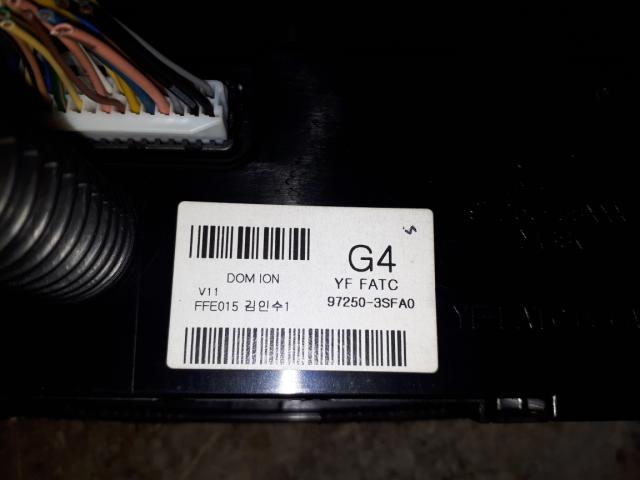 G4
DOM ION
YF FATC
V11
97250-3SFA0
FFE015 김인수1